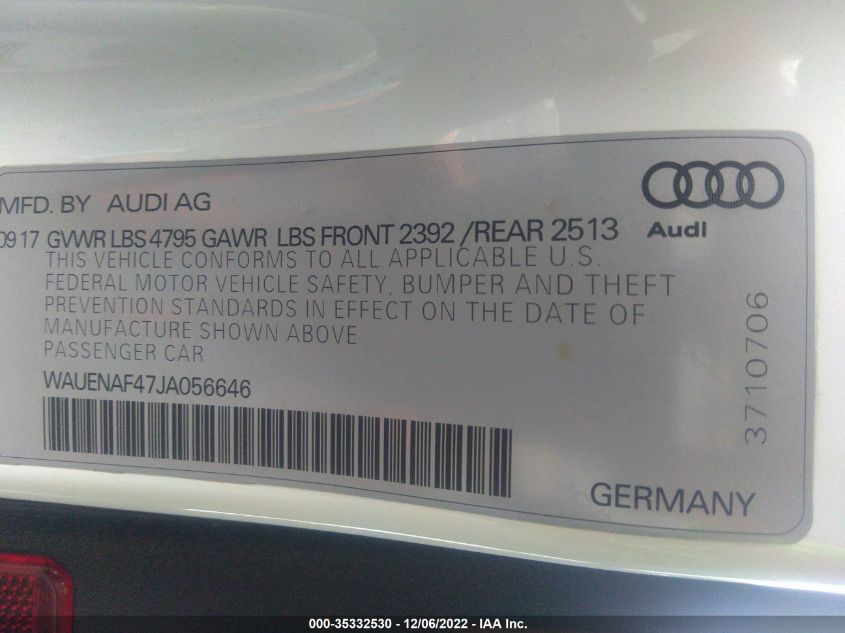 MFD. BY AUDI AG
09 17 GVWR LBS 4795 GAWR LBS FRONT 2392 /REAR 2513
THIS VEHICLE CONFORMS TO ALL APPLICABLE U.S.
FEDERAL MOTOR VEHICLE SAFETY, BUMPER AND THEFT
PREVENTION STANDARDS IN EFFECT ON THE DATE OF
MANUFACTURE SHOWN ABOVE
PASSENGER CAR
WAUENAF47JA056646
Audi
3710706
GERMANY
000-35332530 - 12/06/2022 - IAA Inc.